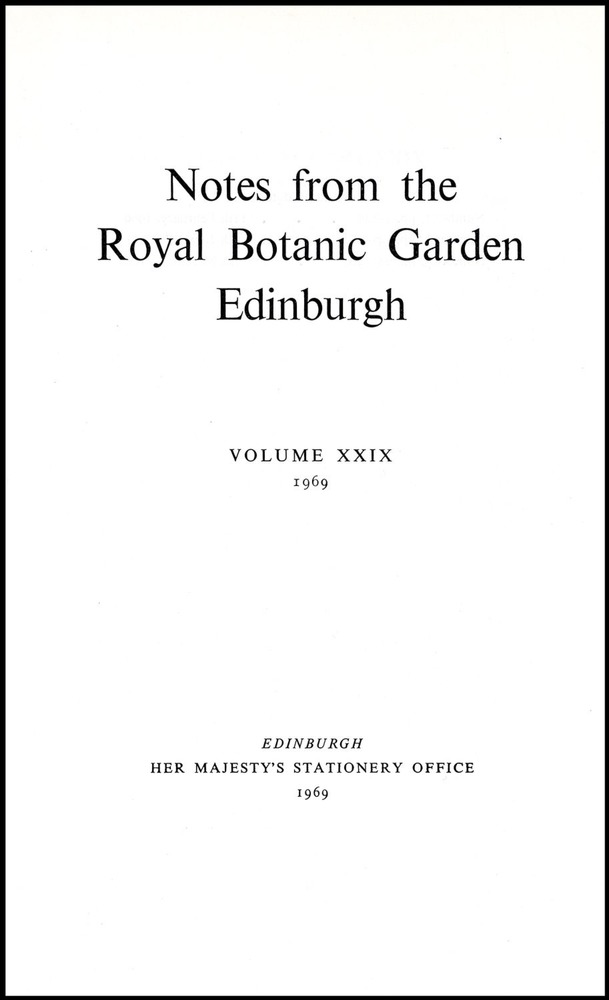 Notes from the
Royal Botanic Garden
Edinburgh
VOLUME XXIX
1969
EDINBURGH
HER MAJESTY'S STATIONERY OFFICE
1969